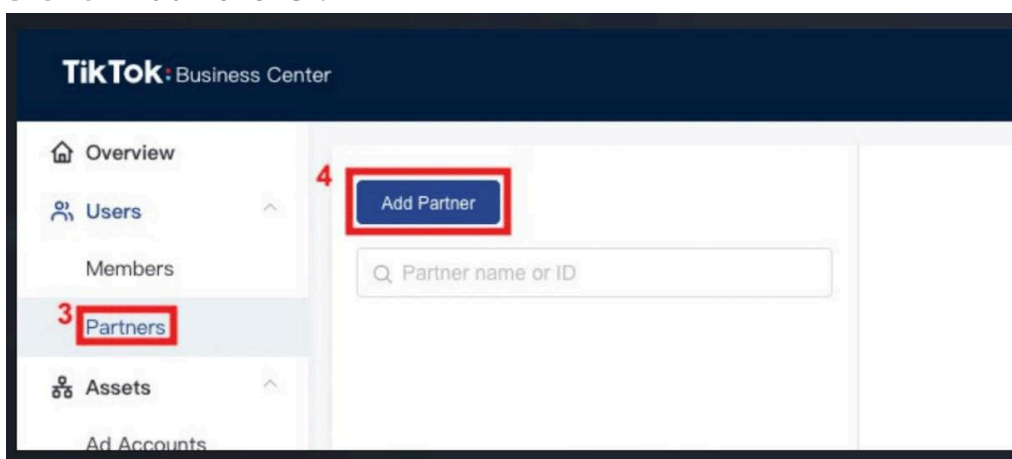 TikTok: Business Center
Overview
Users
Members
3
Partners
Assets
Ad Accounts
4
Add Partner
Partner name or ID